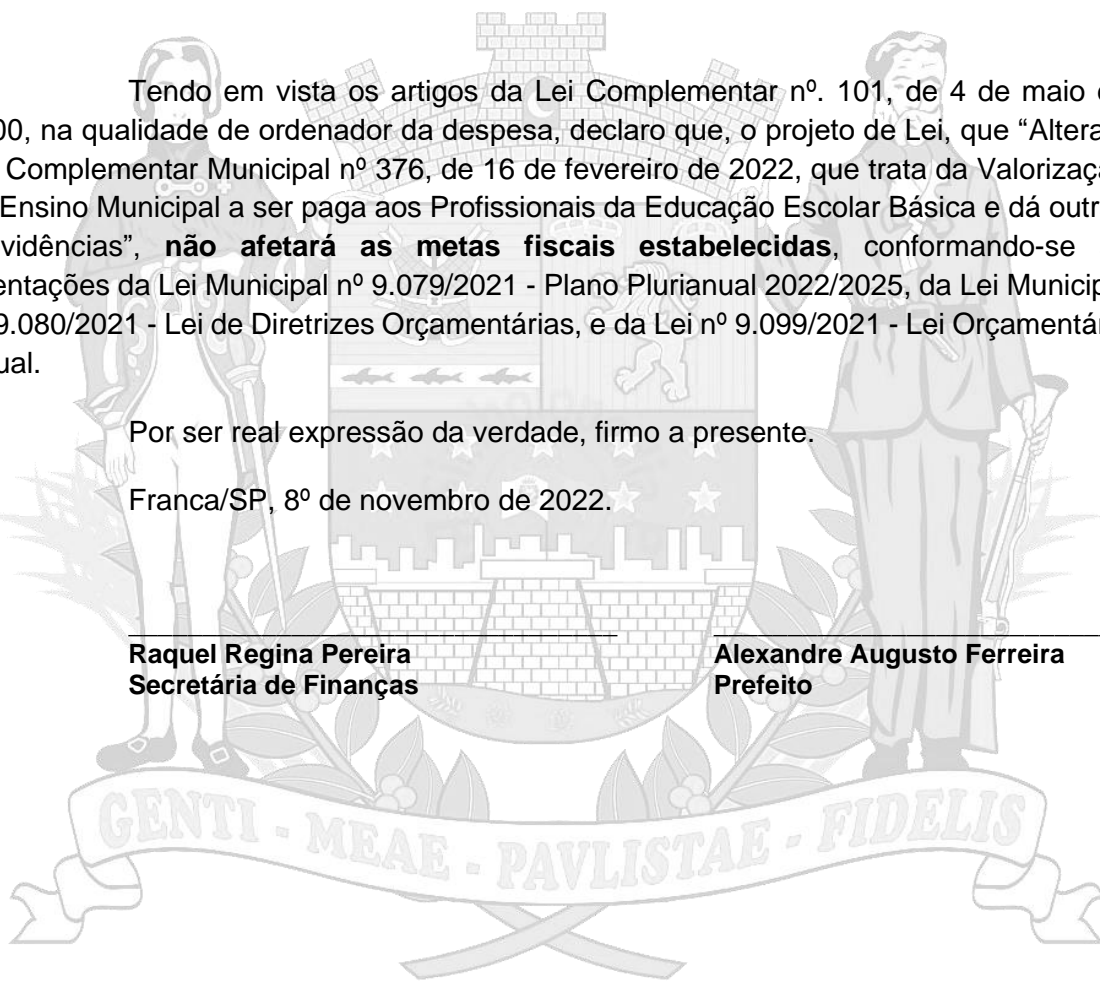 Tendo em vista os artigos da Lei Complementar nº. 101, de 4 de maio
00, na qualidade de ordenador da despesa, declaro que, o projeto de Lei, que “Altera
Complementar Municipal nº 376, de 16 de fevereiro de 2022, que trata da Valorizaçã
Ensino Municipal a ser paga aos Profissionais da Educação Escolar Básica e dá outr
vidências”, não afetará as metas fiscais estabelecidas, conformando-se
entações da Lei Municipal nº 9.079/2021 - Plano Plurianual 2022/2025, da Lei Municip
9.080/2021 - Lei de Diretrizes Orçamentárias, e da Lei nº 9.099/2021 - Lei Orçamentár
ual.
Por ser real expressão da verdade, firmo a presente.
Franca/SP, 8º de novembro de 2022.
Raquel Regina Pereira
Secretária de Finanças
Alexandre Augusto Ferreira
Prefeito
GENTI - MEAE - PAVLISTAE - FIDELIS